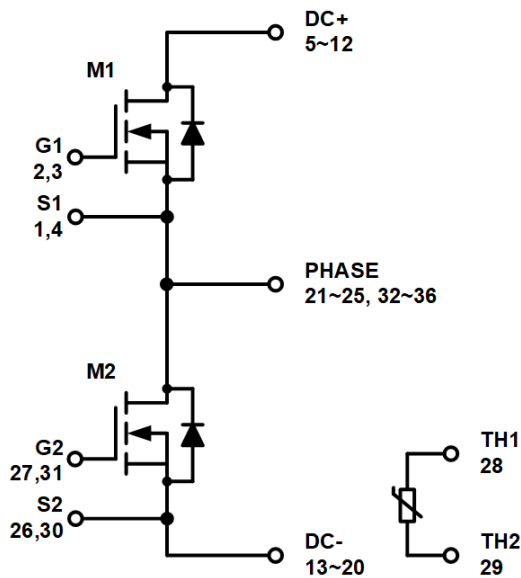 DC+
5~12
M1
G1
2,3
S1
1,4
PHASE
21~25, 32~36
M2
G2
27,31
S2
26,30
TH1
28
DC-
13~20
TH2
29